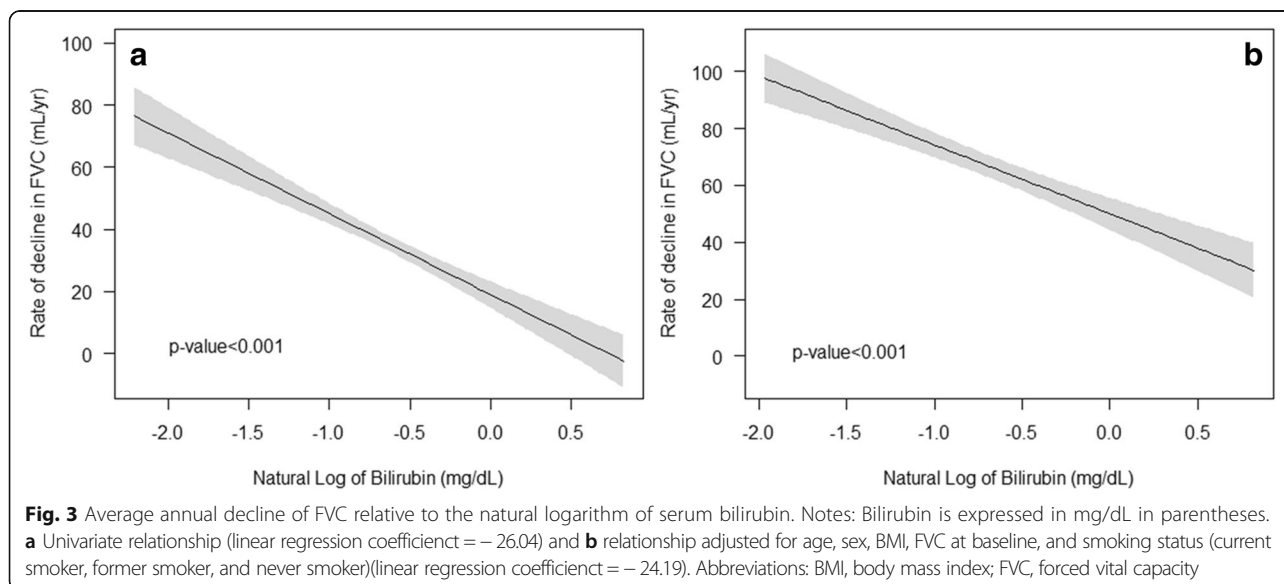 a
Rate of decline in FVC (mL/yr)
100
80
60
40
20
0
p-value<0.001
-2.0 -1.5 -1.0 -0.5 0.0 0.5
Natural Log of Bilirubin (mg/dL)
b
Rate of decline in FVC (mL/yr)
100
80
60
40
20
0
p-value<0.001
-2.0 -1.5 -1.0 -0.5 0.0 0.5
Natural Log of Bilirubin (mg/dL)
Fig. 3 Average annual decline of FVC relative to the natural logarithm of serum bilirubin. Notes: Bilirubin is expressed in mg/dL in parentheses.
a Univariate relationship (linear regression coefficienct = − 26.04) and b relationship adjusted for age, sex, BMI, FVC at baseline, and smoking status (current
smoker, former smoker, and never smoker)(linear regression coefficienct = − 24.19). Abbreviations: BMI, body mass index; FVC, forced vital capacity